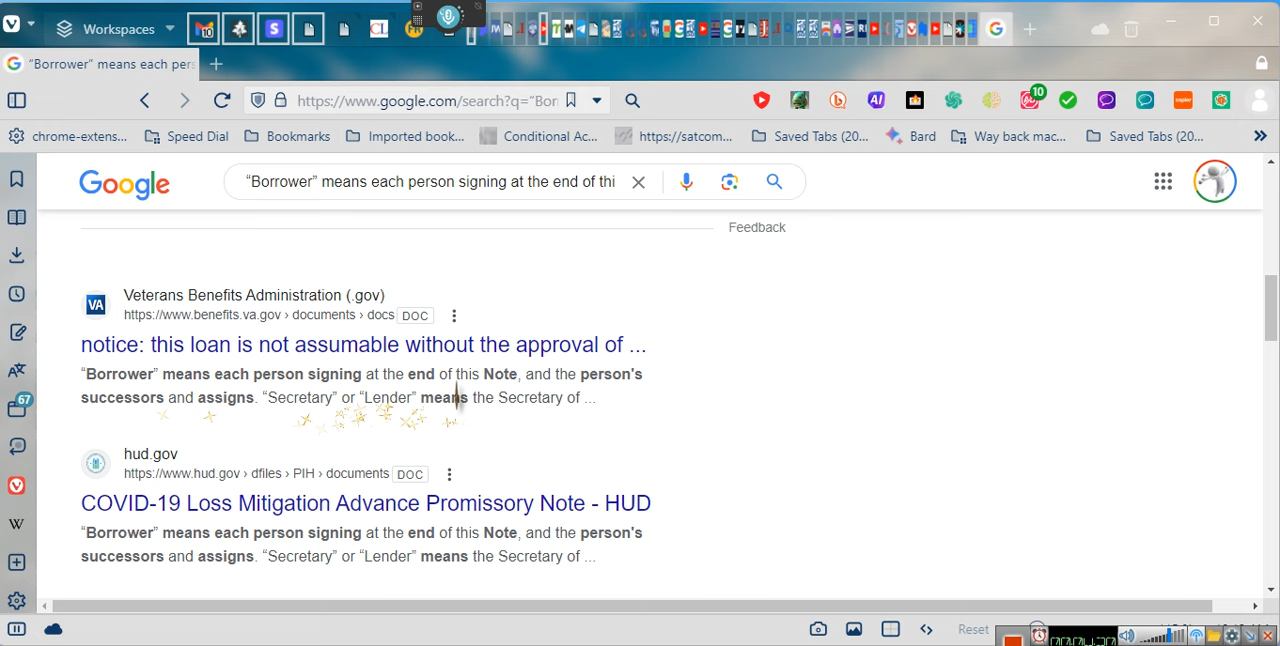 Workspaces
"Borrower" means each pers
https://www.google.com/search?q="Bor
10
chrome-extens...
Speed Dial
Bookmarks
Imported book...
Conditional Ac...
https://satcom...
Saved Tabs (20...
Bard
Way back mac...
Saved Tabs (20...
Google
“Borrower” means each person signing at the end of thi
Feedback
Veterans Benefits Administration (.gov)
https://www.benefits.va.gov › documents › docs DOC
VA
notice: this loan is not assumable without the approval of ...
“Borrower” means each person signing at the end of this Note, and the person's
successors and assigns. “Secretary” or “Lender” means the Secretary of ...
67
hud.gov
https://www.hud.gov › dfiles › PIH › documents DOC
COVID-19 Loss Mitigation Advance Promissory Note - HUD
“Borrower” means each person signing at the end of this Note, and the person's
successors and assigns. “Secretary” or “Lender” means the Secretary of ...
Reset